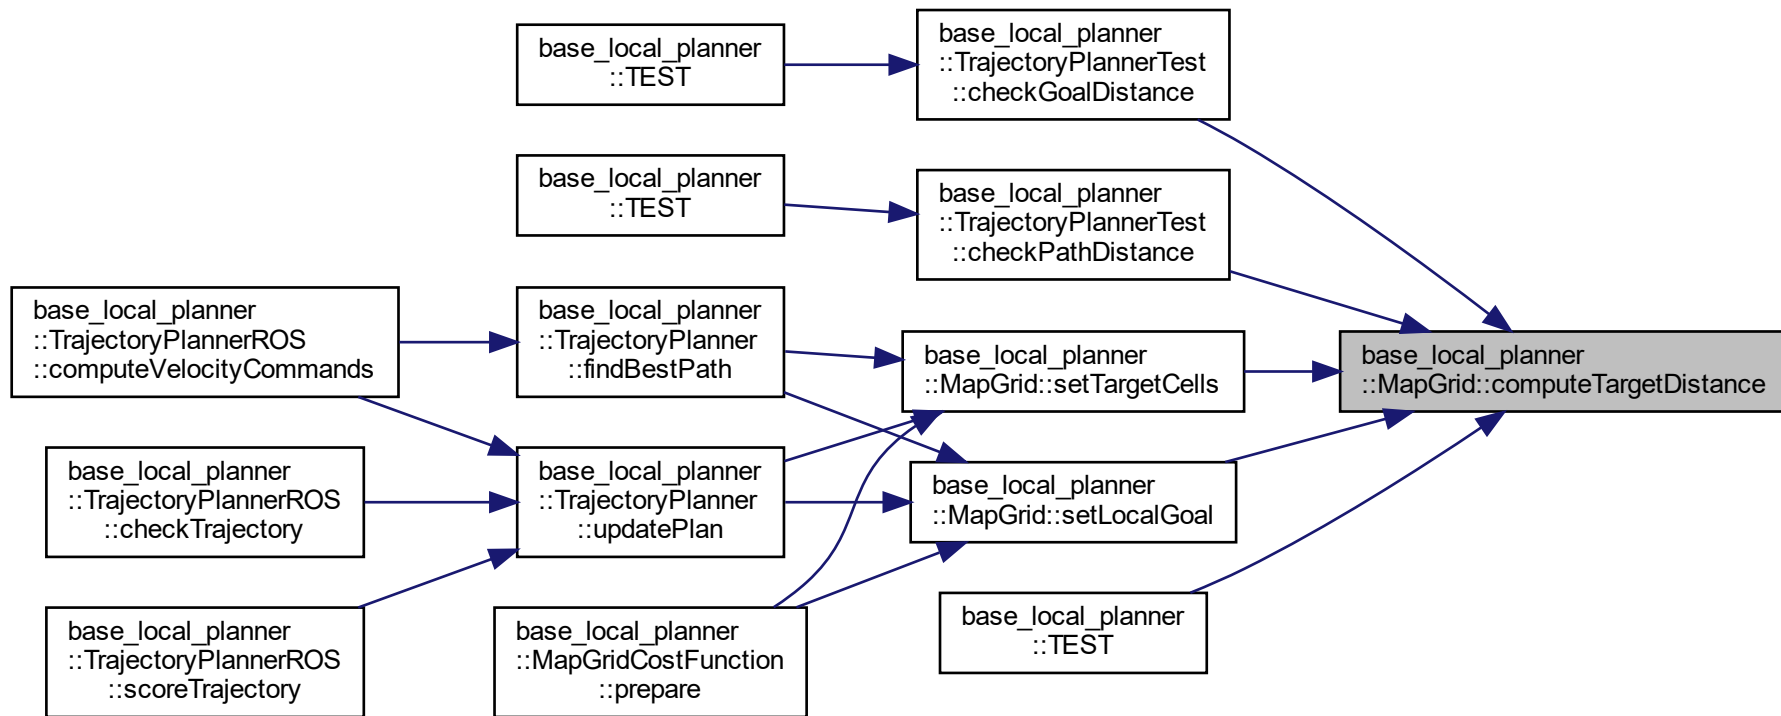 base_local_planner
::TEST
base_local_planner
::TrajectoryPlannerTest
::checkGoalDistance
base_local_planner
::TEST
base_local_planner
::TrajectoryPlannerTest
::checkPathDistance
base_local_planner
::TrajectoryPlannerROS
::computeVelocityCommands
base_local_planner
::TrajectoryPlanner
::findBestPath
base_local_planner
::MapGrid::setTargetCells
base_local_planner
::MapGrid::computeTargetDistance
base_local_planner
::TrajectoryPlannerROS
::checkTrajectory
base_local_planner
::TrajectoryPlanner
::updatePlan
base_local_planner
::MapGrid::setLocalGoal
base_local_planner
::TrajectoryPlannerROS
::scoreTrajectory
base_local_planner
::MapGridCostFunction
::prepare
base_local_planner
::TEST